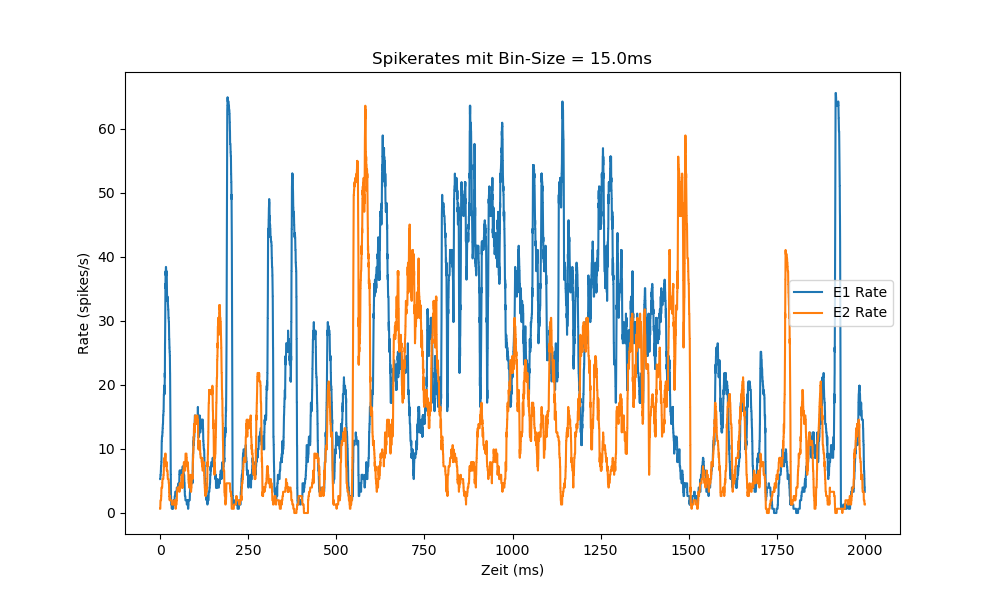 Spikerates mit Bin-Size = 15.0ms
Rate (spikes/s)
60
50
40
30
20
10
0
E1 Rate
E2 Rate
0 250 500 750 1000 1250 1500 1750 2000
Zeit (ms)